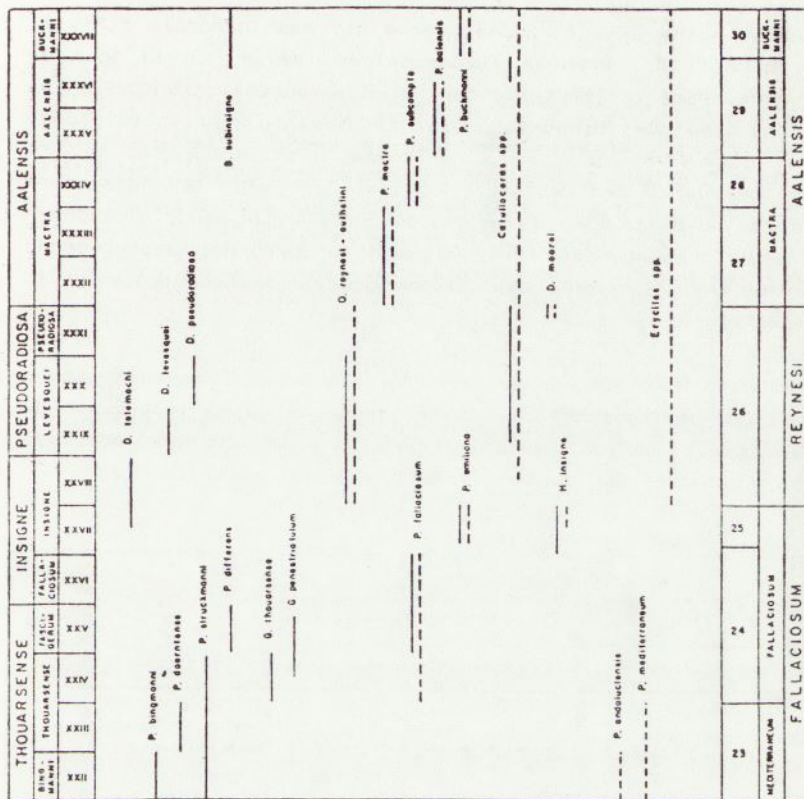 AALENSIS
PSEUDORADIOSA
INSIGNE
THOUARSENSE
BUCK-
MANNI
AALENSIS
MACTRA
PSEUDO-
RADIOSA
LEVESQUEI
INSIGNE
FALLA-
CIOSUM
FASCI-
GERUM
THOUARSENSE
BING-
MANNI
XXXVII
XXXVI
XXXV
XXXIV
XXXIII
XXXII
XXXI
XXX
XXIX
XXVIII
XXVII
XXVI
XXV
XXIV
XXIII
XXII
P. bingmanni
P. doerntense
P. struckmanni
P. differens
G. thouarsense
G. penestriatulum
D. telemachi
D. levesquei
D. pseudoradiosa
B. subinsigne
D. reynesi - authelini
P. mactra
P. subcompta
P. aalensis
P. buckmanni
P. fallaciosum
P. emiliana
Catulloceras spp.
D. moorei
H. insigne
P. andaluciensis
P. mediterraneum
Erycites spp.
30
29
28
27
26
25
24
23
BUCK-
MANNI
AALENSIS
MACTRA
FALLACIOSUM
MEDITERRANEUM
AALENSIS
REYNESI
FALLACIOSUM